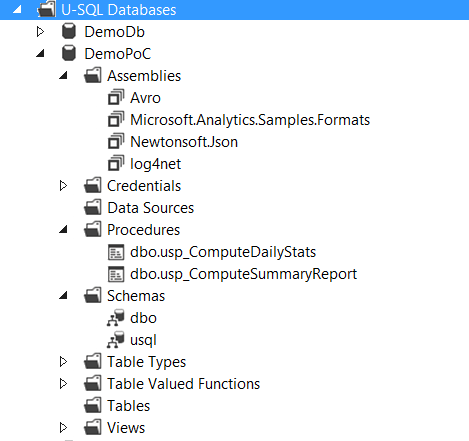 U-SQL Databases
DemoDb
DemoPoC
Assemblies
Avro
Microsoft.Analytics.Samples.Formats
Newtonsoft.Json
log4net
Credentials
Data Sources
Procedures
dbo.usp_ComputeDailyStats
dbo.usp_ComputeSummaryReport
Schemas
dbo
usql
Table Types
Table Valued Functions
Tables
Views